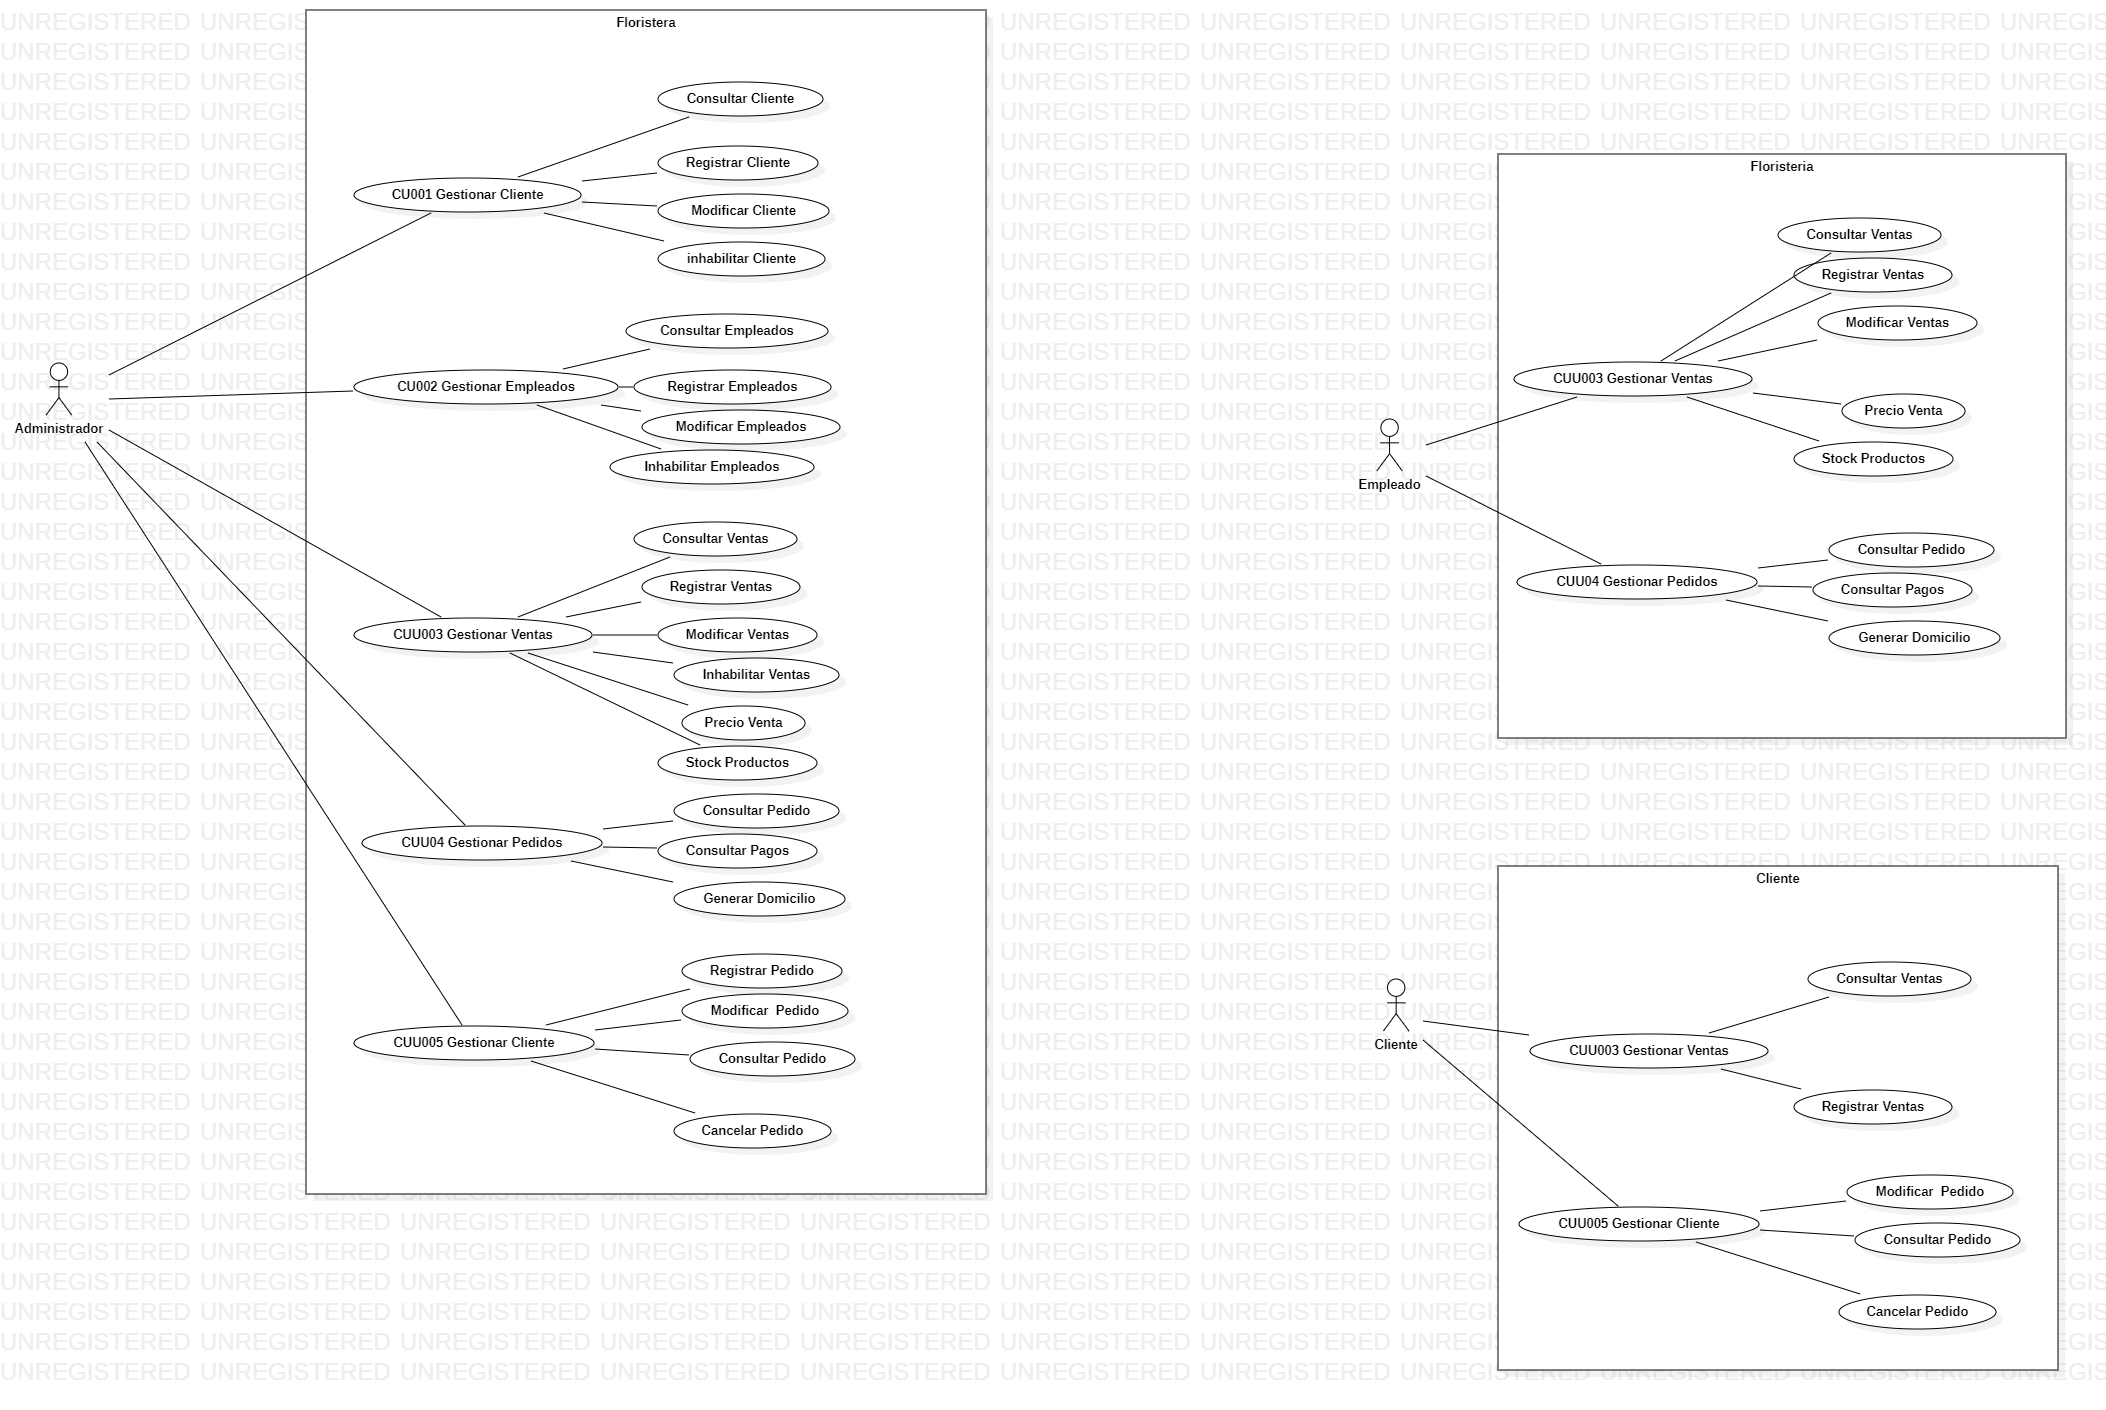 Floristera
Consultar Cliente
Registrar Cliente
CU001 Gestionar Cliente
Modificar Cliente
inhabilitar Cliente
Consultar Empleados
CU002 Gestionar Empleados
Registrar Empleados
Modificar Empleados
Inhabilitar Empleados
Administrador
Consultar Ventas
Registrar Ventas
CUU003 Gestionar Ventas
Modificar Ventas
Inhabilitar Ventas
Precio Venta
Stock Productos
Consultar Pedido
CUU04 Gestionar Pedidos
Consultar Pagos
Generar Domicilio
Registrar Pedido
Modificar  Pedido
CUU005 Gestionar Cliente
Consultar Pedido
Cancelar Pedido
Floristeria
Consultar Ventas
Registrar Ventas
Modificar Ventas
CUU003 Gestionar Ventas
Precio Venta
Stock Productos
Empleado
Consultar Pedido
CUU04 Gestionar Pedidos
Consultar Pagos
Generar Domicilio
Cliente
Consultar Ventas
Cliente
CUU003 Gestionar Ventas
Registrar Ventas
Modificar  Pedido
CUU005 Gestionar Cliente
Consultar Pedido
Cancelar Pedido
UNREGISTERED